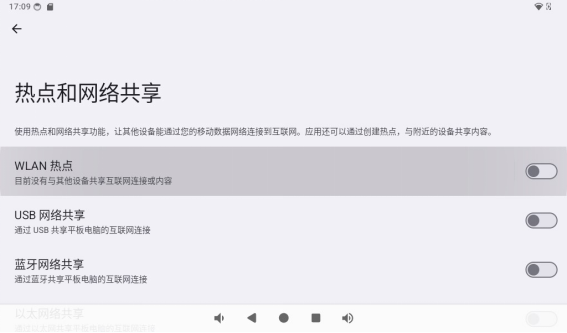 17:09
热点和网络共享
使用热点和网络共享功能，让其他设备能通过您的移动数据网络连接到互联网。应用还可以通过创建热点，与附近的设备共享内容。
WLAN 热点
目前没有与其他设备共享互联网连接或内容
USB 网络共享
通过 USB 共享平板电脑的互联网连接
蓝牙网络共享
通过蓝牙共享平板电脑的互联网连接
以太网络共享